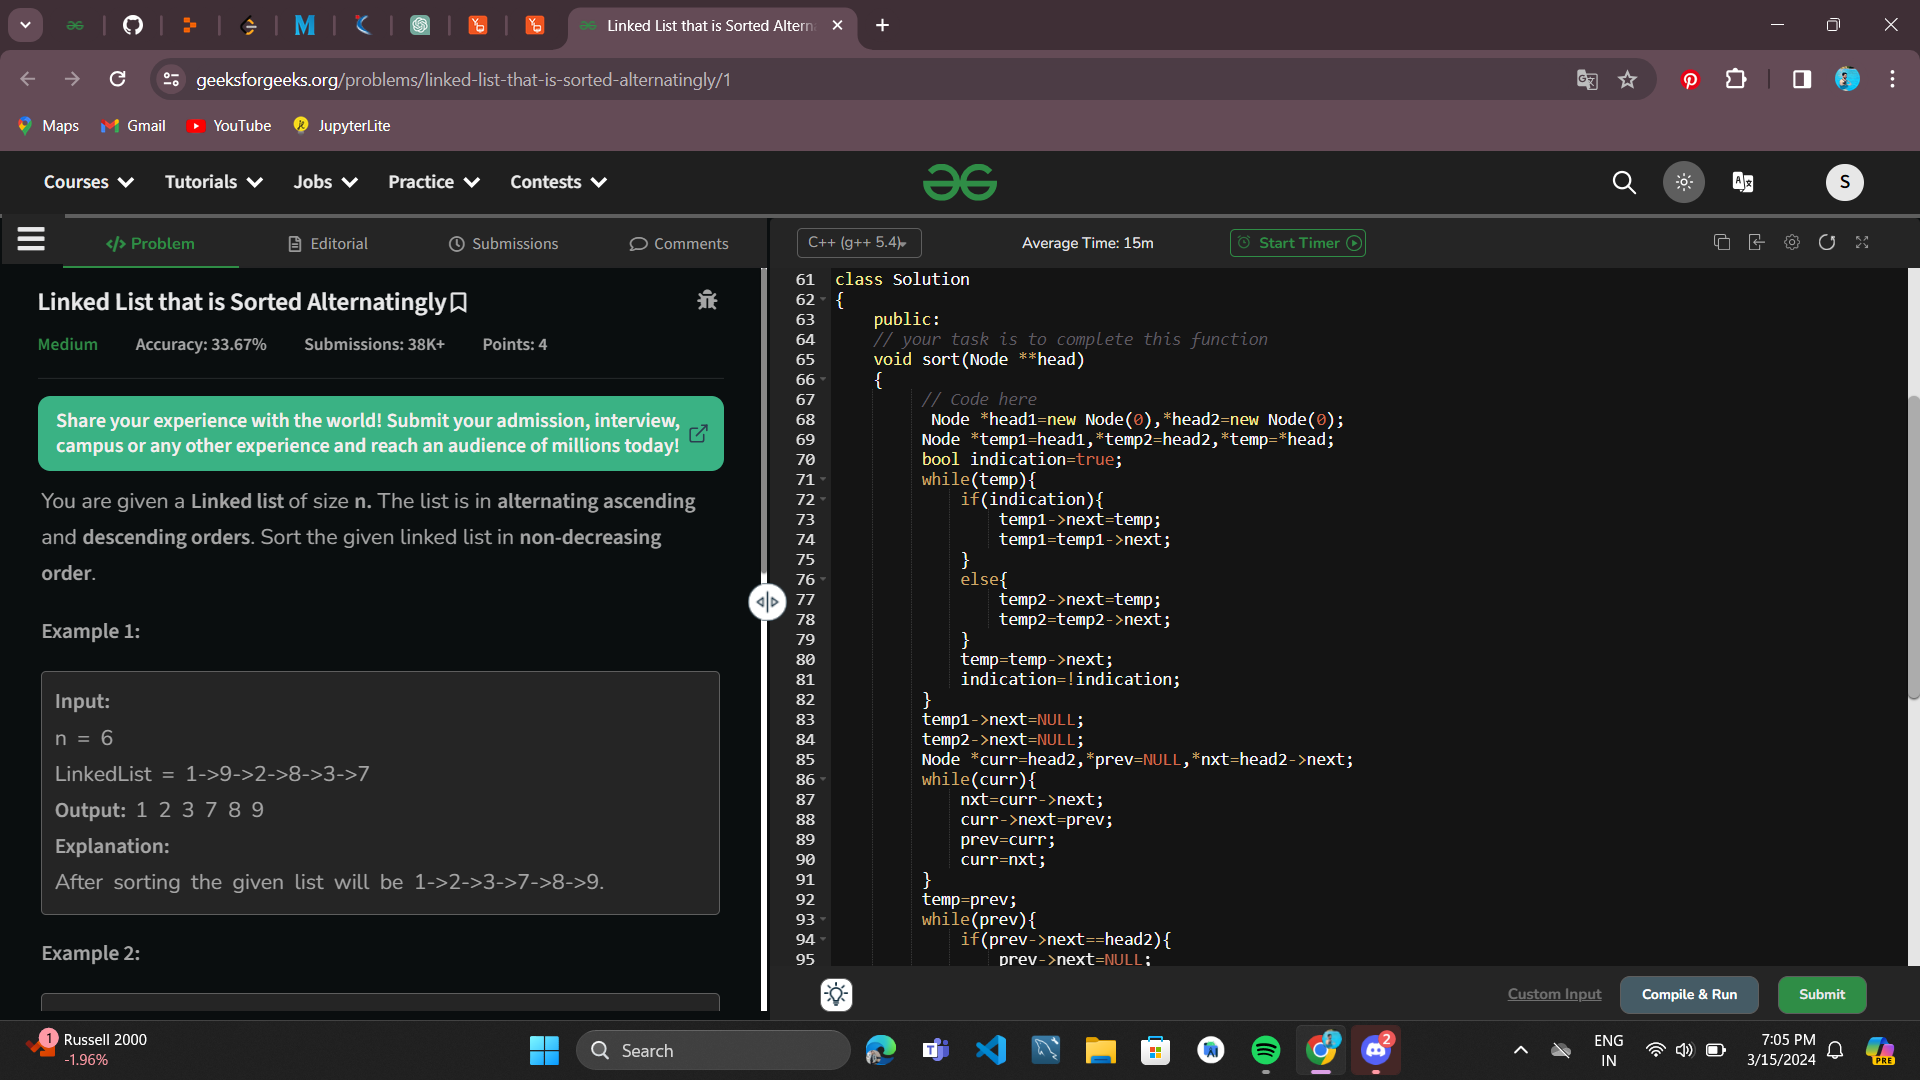 Linked List that is Sorted Altern
geeksforgeeks.org/problems/linked-list-that-is-sorted-alternatingly/1
Maps Gmail YouTube JupyterLite
Courses Tutorials Jobs Practice Contests S
Problem Editorial Submissions Comments
Linked List that is Sorted Alternatingly
Medium Accuracy: 33.67% Submissions: 38K+ Points: 4
Share your experience with the world! Submit your admission, interview,
campus or any other experience and reach an audience of millions today!
You are given a Linked list of size n. The list is in alternating ascending
and descending orders. Sort the given linked list in non-decreasing
order.
Example 1:
Input:
n = 6
LinkedList = 1->9->2->8->3->7
Output: 1 2 3 7 8 9
Explanation:
After sorting the given list will be 1->2->3->7->8->9.
Example 2:
C++ (g++ 5.4) Average Time: 15m Start Timer
61 class Solution
62 {
63 public:
64 // your task is to complete this function
65 void sort(Node **head)
66 {
67 // Code here
68 Node *head1=new Node(0),*head2=new Node(0);
69 Node *temp1=head1,*temp2=head2,*temp=*head;
70 bool indication=true;
71 while(temp){
72 if(indication){
73 temp1->next=temp;
74 temp1=temp1->next;
75 }
76 else{
77 temp2->next=temp;
78 temp2=temp2->next;
79 }
80 temp=temp->next;
81 indication=!indication;
82 }
83 temp1->next=NULL;
84 temp2->next=NULL;
85 Node *curr=head2,*prev=NULL,*nxt=head2->next;
86 while(curr){
87 nxt=curr->next;
88 curr->next=prev;
89 prev=curr;
90 curr=nxt;
91 }
92 temp=prev;
93 while(prev){
94 if(prev->next==head2){
95 prev->next=NULL;
Custom Input Compile & Run Submit
1 Russell 2000
-1.96%
Search
2
ENG
IN
7:05 PM
3/15/2024
PRE